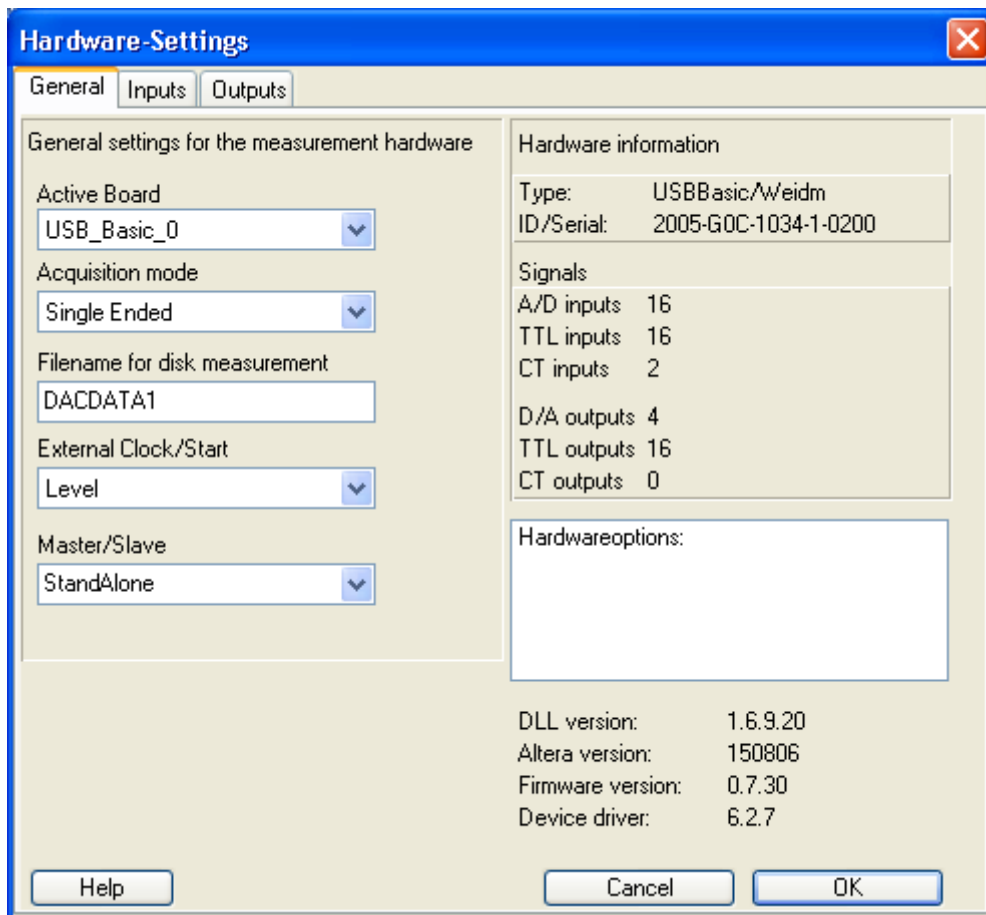 Hardware-Settings
General Inputs Outputs
General settings for the measurement hardware
Active Board
USB_Basic_0
Acquisition mode
Single Ended
Filename for disk measurement
DACDATA1
External Clock/Start
Level
Master/Slave
StandAlone
Hardware information
Type: USBBasic/Weidm
ID/Serial: 2005-G0C-1034-1-0200
Signals
A/D inputs 16
TTL inputs 16
CT inputs 2
D/A outputs 4
TTL outputs 16
CT outputs 0
Hardwareoptions:
DLL version: 1.6.9.20
Altera version: 150806
Firmware version: 0.7.30
Device driver: 6.2.7
Help Cancel OK